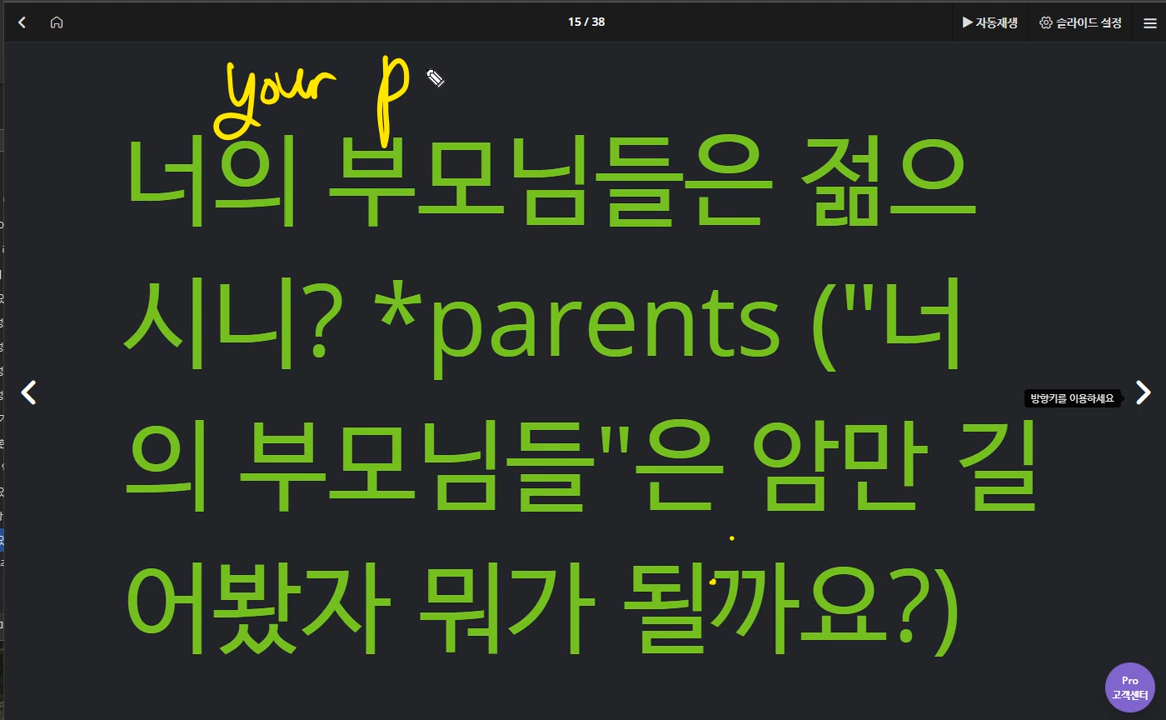 15 / 38
▶ 자동재생
슬라이드 설정
your p
너의 부모님들은 젊으
시니? *parents ("너
의 부모님들"은 암만 길
어봤자 뭐가 될까요?)
방향키를 이용하세요
Pro
고객센터